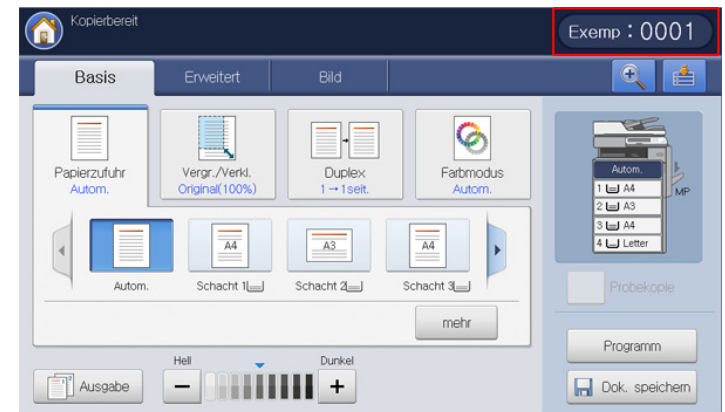 Kopierbereit
Exemp : 0001
Basis
Erweitert
Bild
Papierzufuhr
Autom.
Vergr./Verkl.
Original(100%)
Duplex
1 → 1 seit.
Farbmodus
Autom.
Autom.
1 A4
2 A3
3 A4
4 Letter
MP
A4
A3
A4
Autom.
Schacht 1
Schacht 2
Schacht 3
Probekopie
mehr
Programm
Hell
Dunkel
Ausgabe
Dok. speichern